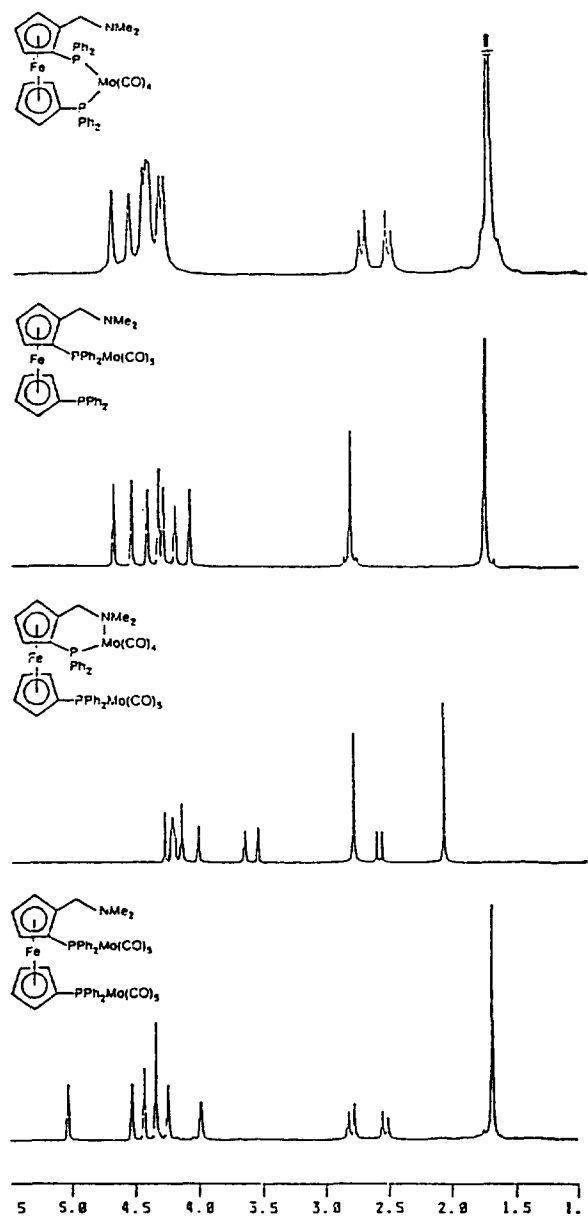 NMe₂
Ph₂
P
Fe
Mo(CO)₄
P
Ph₂
NMe₂
Fe
PPh₂Mo(CO)₅
PPh₂
NMe₂
Mo(CO)₄
P
Fe
Ph₂
PPh₂Mo(CO)₅
NMe₂
PPh₂Mo(CO)₅
Fe
PPh₂Mo(CO)₅
5 5.0 4.5 4.0 3.5 3.0 2.5 2.0 1.5 1.